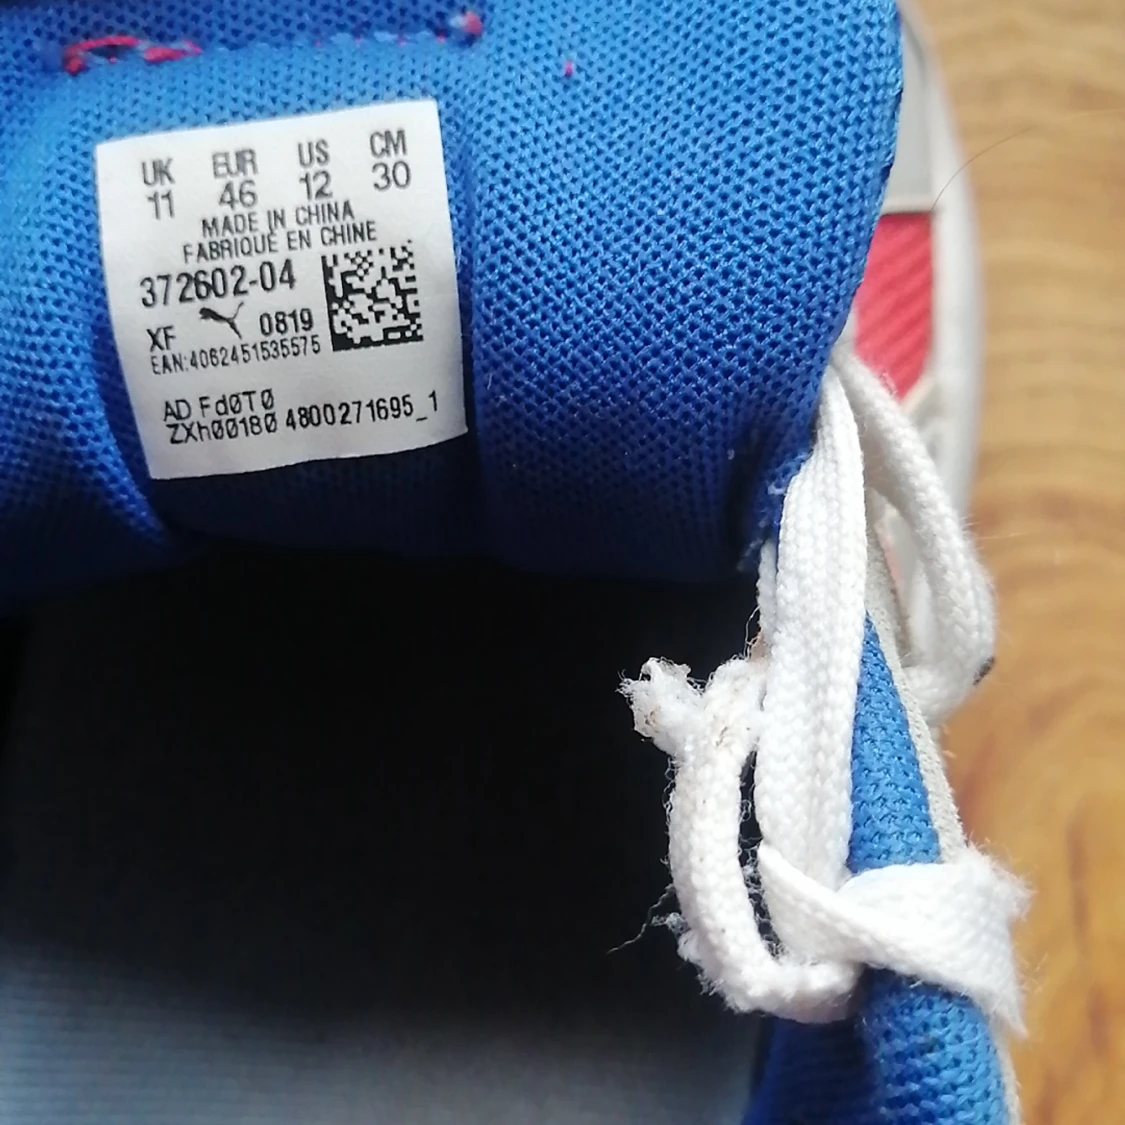 UK EUR US CM
11 46 12 30
MADE IN CHINA
FABRIQUÉ EN CHINE
372602-04
XF 0819
EAN:4062451535575
AD Fd0T0
ZXh00180 4800271695_1